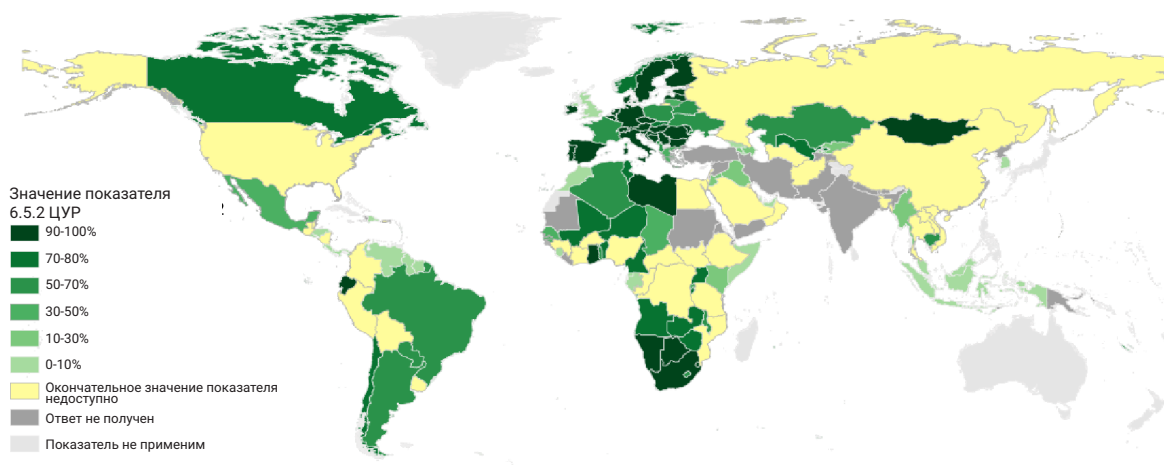 Значение показателя
6.5.2 ЦУР
90-100%
70-80%
50-70%
30-50%
10-30%
0-10%
Окончательное значение показателя
недоступно
Ответ не получен
Показатель не применим